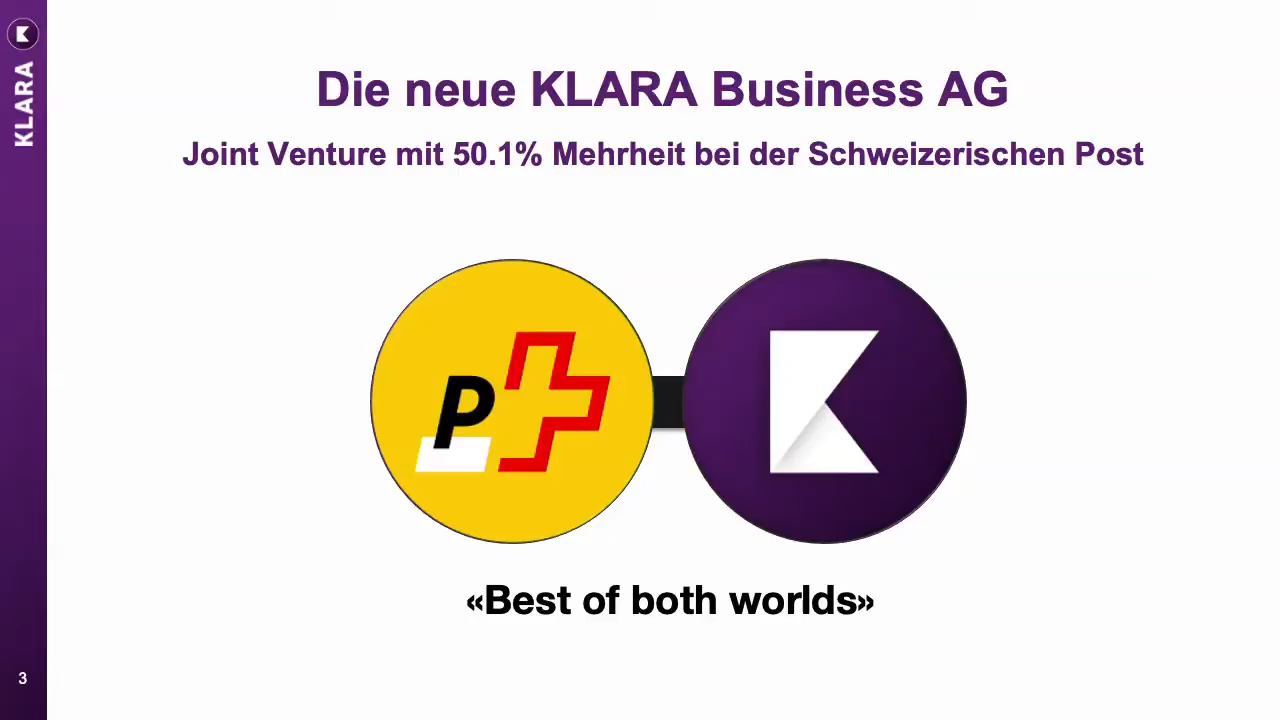 KLARA
Die neue KLARA Business AG
Joint Venture mit 50.1% Mehrheit bei der Schweizerischen Post
P
«Best of both worlds»
3